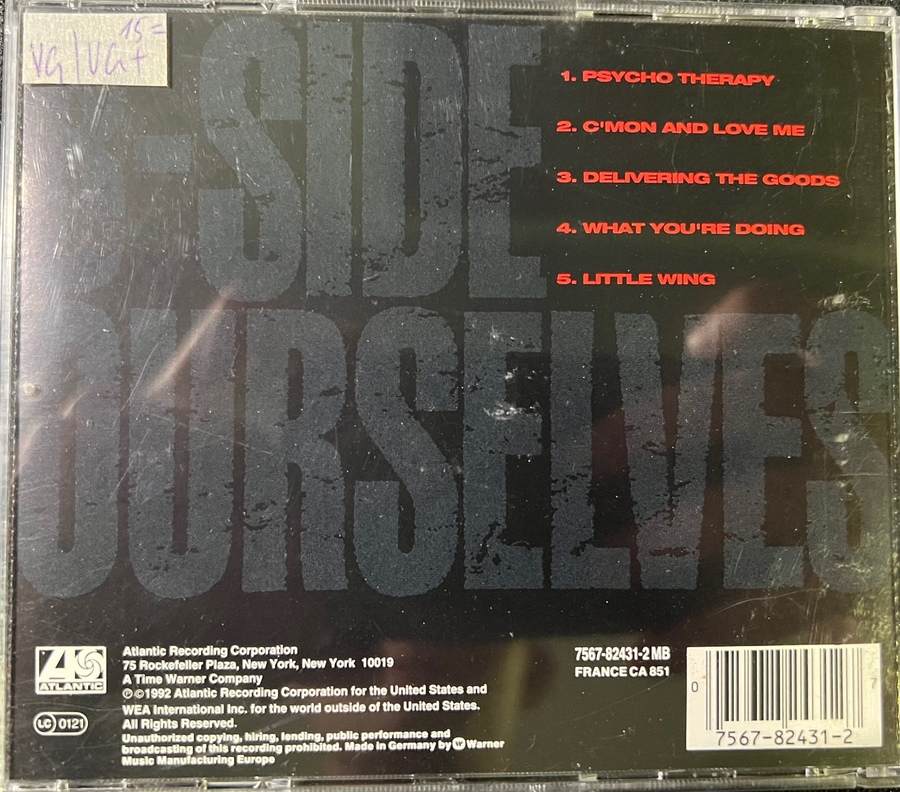 15=
VG/VG+
B-SIDE
OURSELVES
1. PSYCHO THERAPY
2. C'MON AND LOVE ME
3. DELIVERING THE GOODS
4. WHAT YOU'RE DOING
5. LITTLE WING
ATLANTIC
LC 0121
Atlantic Recording Corporation
75 Rockefeller Plaza, New York, New York 10019
A Time Warner Company
℗©1992 Atlantic Recording Corporation for the United States and
WEA International Inc. for the world outside of the United States.
All Rights Reserved.
Unauthorized copying, hiring, lending, public performance and
broadcasting of this recording prohibited. Made in Germany by Warner
Music Manufacturing Europe
7567-82431-2 MB
FRANCE CA 851
0 7
7567-82431-2